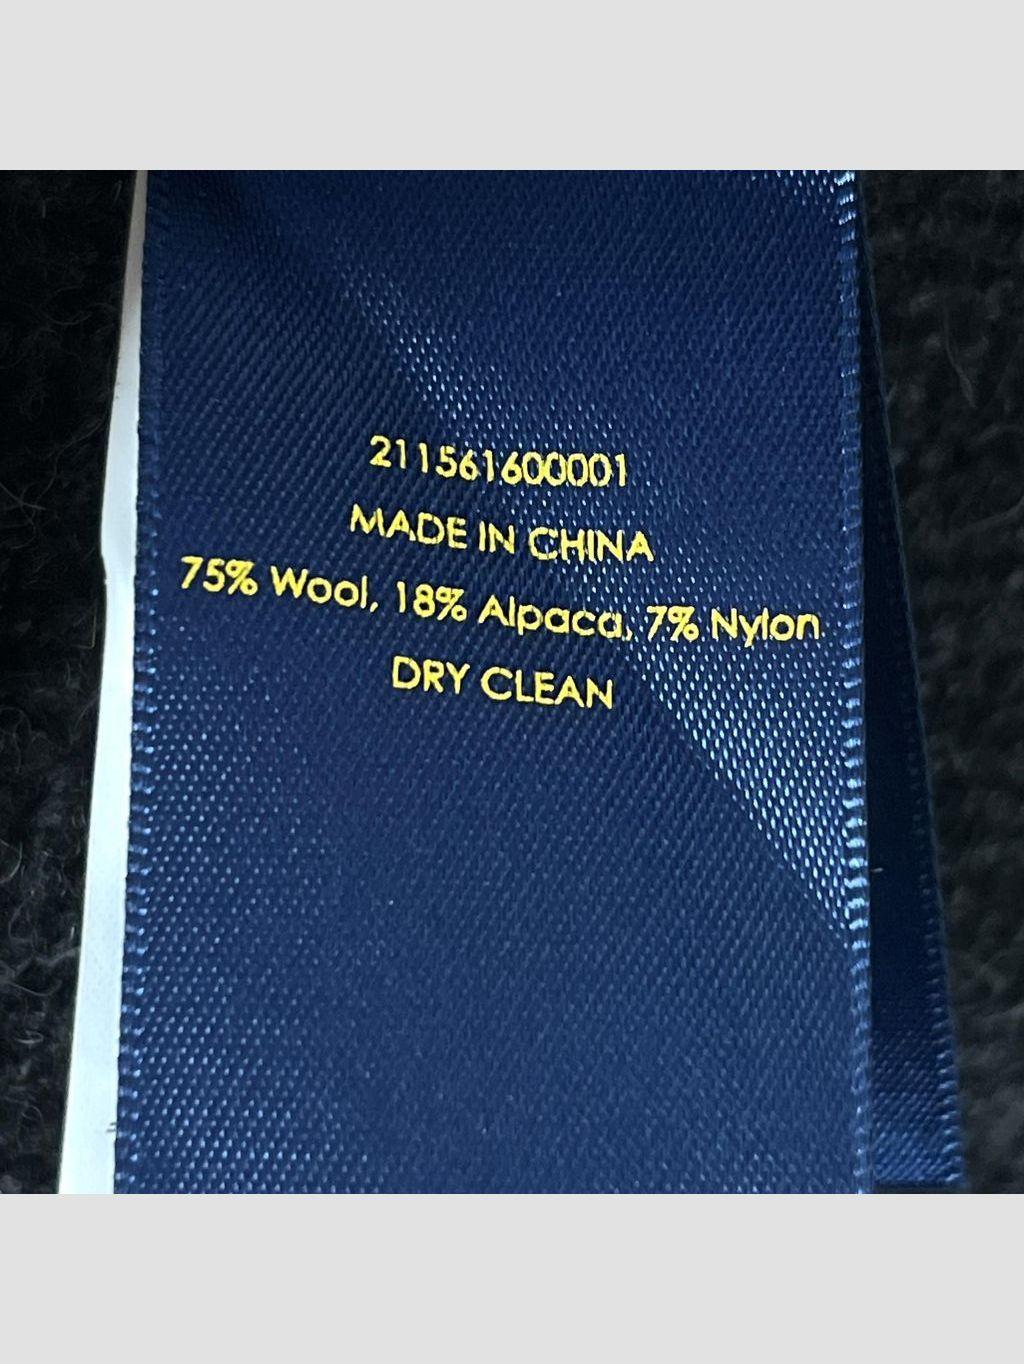 211561600001
MADE IN CHINA
75% Wool, 18% Alpaca, 7% Nylon
DRY CLEAN